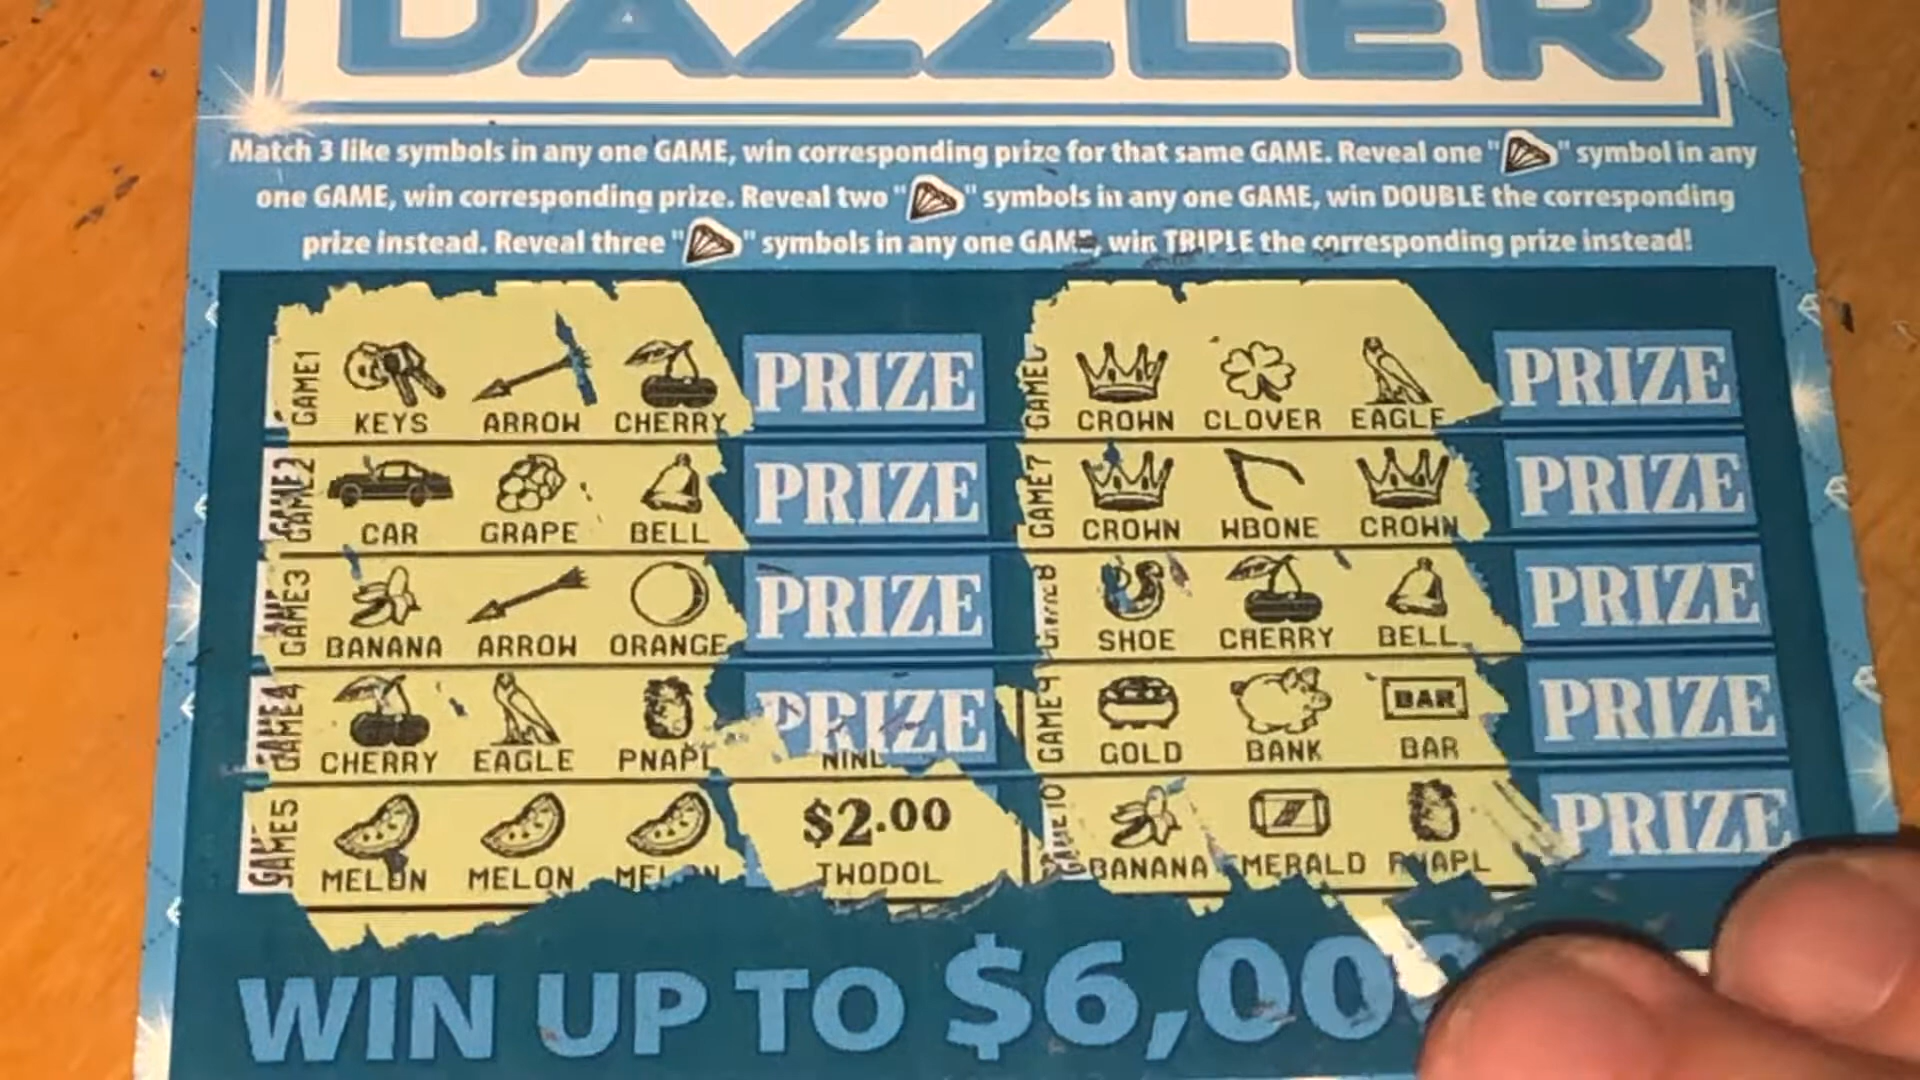 DAZZLER
Match 3 like symbols in any one GAME, win corresponding prize for that same GAME. Reveal one " " symbol in any
one GAME, win corresponding prize. Reveal two " " symbols in any one GAME, win DOUBLE the corresponding
prize instead. Reveal three " " symbols in any one GAME, win TRIPLE the corresponding prize instead!
GAME1 KEYS ARROW CHERRY PRIZE
GAME2 CAR GRAPE BELL PRIZE
GAME3 BANANA ARROW ORANGE PRIZE
GAME4 CHERRY EAGLE PNAPL PRIZE
GAME5 MELON MELON MELON $2.00 TWODOL
CROWN CLOVER EAGLE PRIZE
GAME7 CROWN WBONE CROWN PRIZE
SHOE CHERRY BELL PRIZE
GAME9 GOLD BANK BAR BAR PRIZE
GAME10 BANANA EMERALD PNAPL PRIZE
WIN UP TO $6,00